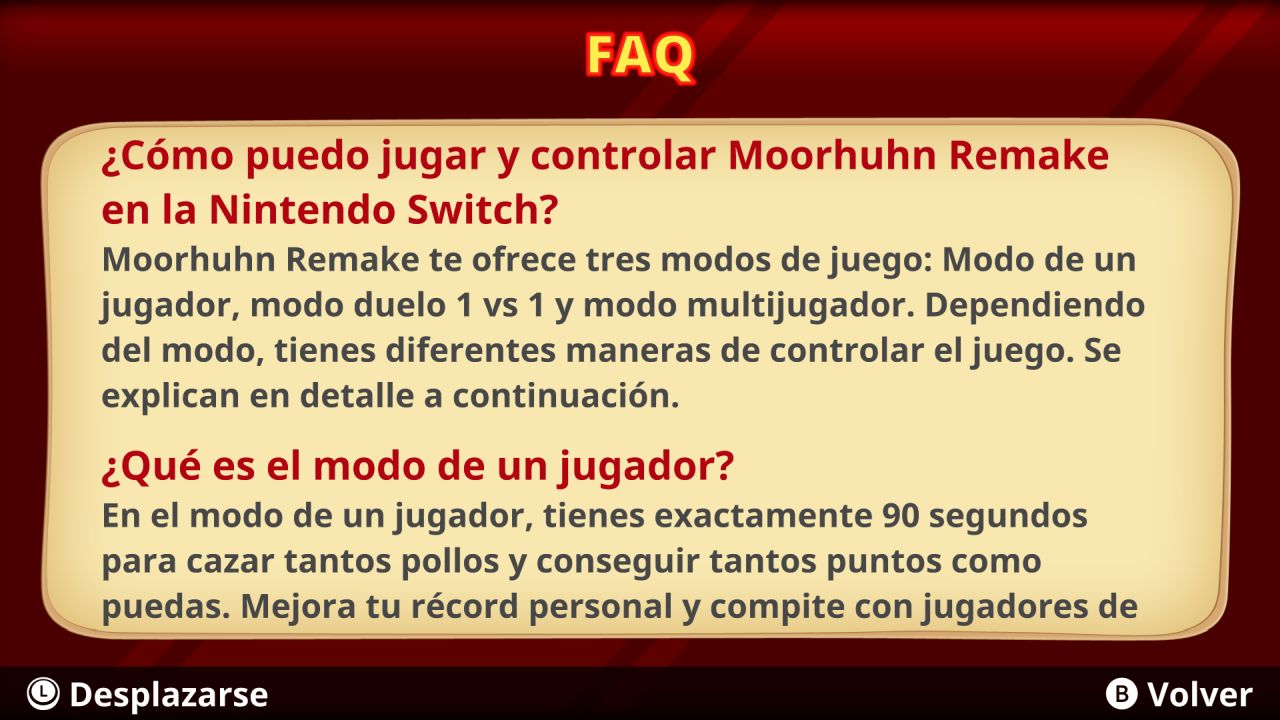 FAQ
¿Cómo puedo jugar y controlar Moorhuhn Remake
en la Nintendo Switch?
Moorhuhn Remake te ofrece tres modos de juego: Modo de un
jugador, modo duelo 1 vs 1 y modo multijugador. Dependiendo
del modo, tienes diferentes maneras de controlar el juego. Se
explican en detalle a continuación.
¿Qué es el modo de un jugador?
En el modo de un jugador, tienes exactamente 90 segundos
para cazar tantos pollos y conseguir tantos puntos como
puedas. Mejora tu récord personal y compite con jugadores de
L Desplazarse
B Volver